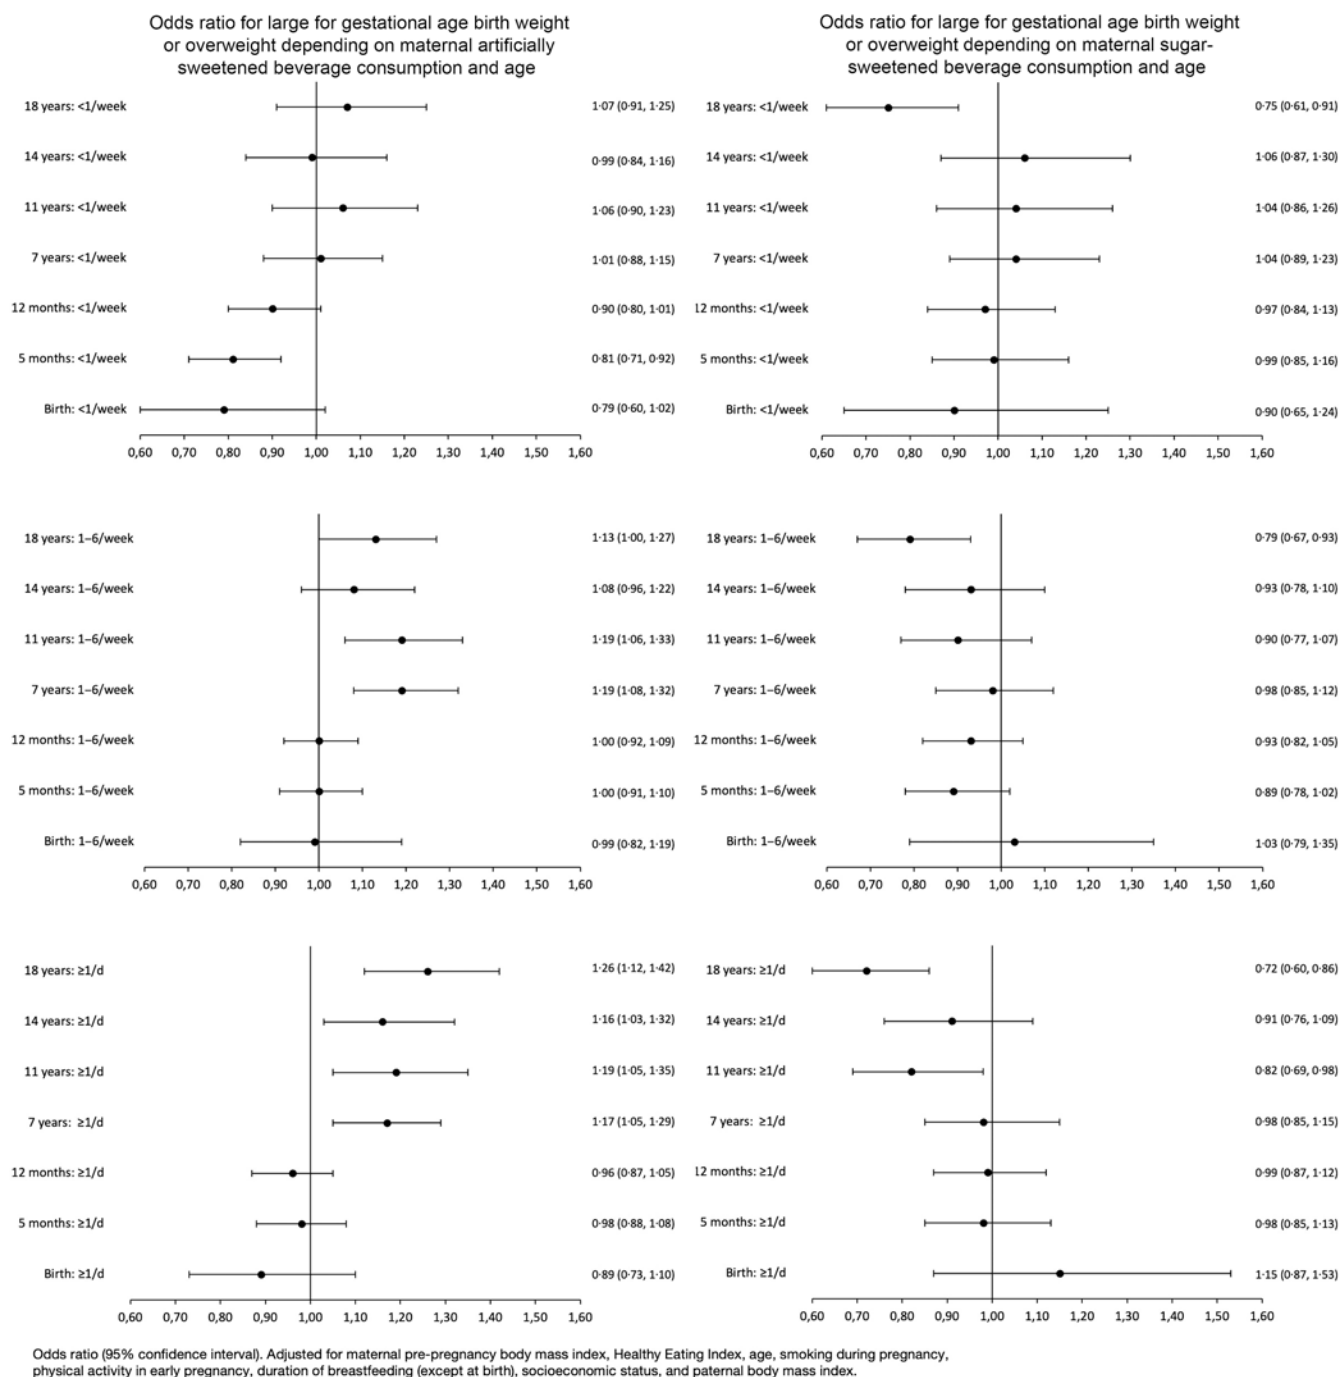 Odds ratio for large for gestational age birth weight
or overweight depending on maternal artificially
sweetened beverage consumption and age
18 years: <1/week 1·07 (0·91, 1·25)
14 years: <1/week 0·99 (0·84, 1·16)
11 years: <1/week 1·06 (0·90, 1·23)
7 years: <1/week 1·01 (0·88, 1·15)
12 months: <1/week 0·90 (0·80, 1·01)
5 months: <1/week 0·81 (0·71, 0·92)
Birth: <1/week 0·79 (0·60, 1·02)
0,60 0,70 0,80 0,90 1,00 1,10 1,20 1,30 1,40 1,50 1,60
Odds ratio for large for gestational age birth weight
or overweight depending on maternal sugar-
sweetened beverage consumption and age
18 years: <1/week 0·75 (0·61, 0·91)
14 years: <1/week 1·06 (0·87, 1·30)
11 years: <1/week 1·04 (0·86, 1·26)
7 years: <1/week 1·04 (0·89, 1·23)
12 months: <1/week 0·97 (0·84, 1·13)
5 months: <1/week 0·99 (0·85, 1·16)
Birth: <1/week 0·90 (0·65, 1·24)
0,60 0,70 0,80 0,90 1,00 1,10 1,20 1,30 1,40 1,50 1,60
18 years: 1–6/week 1·13 (1·00, 1·27)
14 years: 1–6/week 1·08 (0·96, 1·22)
11 years: 1–6/week 1·19 (1·06, 1·33)
7 years: 1–6/week 1·19 (1·08, 1·32)
12 months: 1–6/week 1·00 (0·92, 1·09)
5 months: 1–6/week 1·00 (0·91, 1·10)
Birth: 1–6/week 0·99 (0·82, 1·19)
0,60 0,70 0,80 0,90 1,00 1,10 1,20 1,30 1,40 1,50 1,60
18 years: 1–6/week 0·79 (0·67, 0·93)
14 years: 1–6/week 0·93 (0·78, 1·10)
11 years: 1–6/week 0·90 (0·77, 1·07)
7 years: 1–6/week 0·98 (0·85, 1·12)
12 months: 1–6/week 0·93 (0·82, 1·05)
5 months: 1–6/week 0·89 (0·78, 1·02)
Birth: 1–6/week 1·03 (0·79, 1·35)
0,60 0,70 0,80 0,90 1,00 1,10 1,20 1,30 1,40 1,50 1,60
18 years: ≥1/d 1·26 (1·12, 1·42)
14 years: ≥1/d 1·16 (1·03, 1·32)
11 years: ≥1/d 1·19 (1·05, 1·35)
7 years: ≥1/d 1·17 (1·05, 1·29)
12 months: ≥1/d 0·96 (0·87, 1·05)
5 months: ≥1/d 0·98 (0·88, 1·08)
Birth: ≥1/d 0·89 (0·73, 1·10)
0,60 0,70 0,80 0,90 1,00 1,10 1,20 1,30 1,40 1,50 1,60
18 years: ≥1/d 0·72 (0·60, 0·86)
14 years: ≥1/d 0·91 (0·76, 1·09)
11 years: ≥1/d 0·82 (0·69, 0·98)
7 years: ≥1/d 0·98 (0·85, 1·15)
12 months: ≥1/d 0·99 (0·87, 1·12)
5 months: ≥1/d 0·98 (0·85, 1·13)
Birth: ≥1/d 1·15 (0·87, 1·53)
0,60 0,70 0,80 0,90 1,00 1,10 1,20 1,30 1,40 1,50 1,60
Odds ratio (95% confidence interval). Adjusted for maternal pre-pregnancy body mass index, Healthy Eating Index, age, smoking during pregnancy,
physical activity in early pregnancy, duration of breastfeeding (except at birth), socioeconomic status, and paternal body mass index.